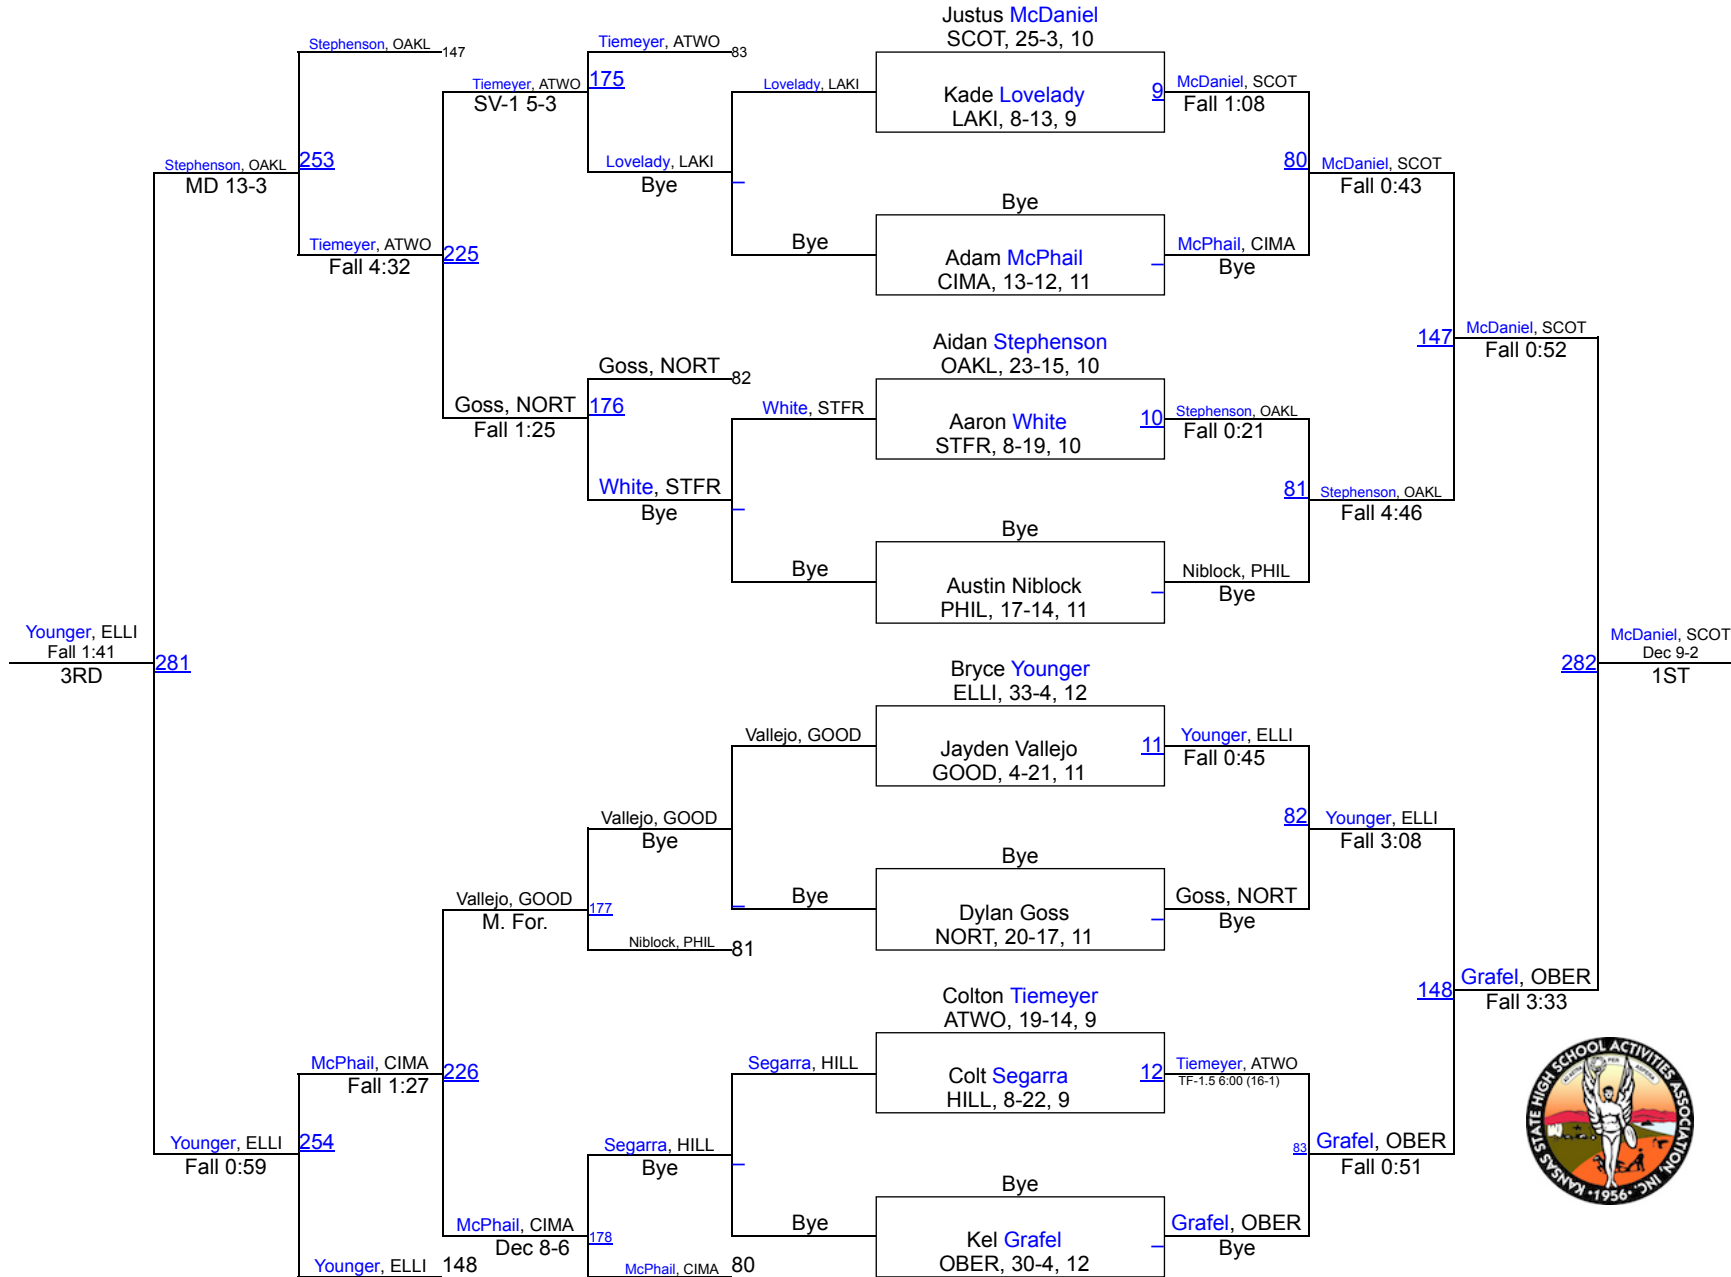 Justus McDaniel
SCOT, 25-3, 10
Stephenson, OAKL
147
Tiemeyer, ATWO
83
Tiemeyer, ATWO
SV-1 5-3
175
Lovelady, LAKI
Kade Lovelady
LAKI, 8-13, 9
9
McDaniel, SCOT
Fall 1:08
Stephenson, OAKL
MD 13-3
253
Lovelady, LAKI
Bye
_
80
McDaniel, SCOT
Fall 0:43
Bye
Tiemeyer, ATWO
Fall 4:32
225
Bye
Adam McPhail
CIMA, 13-12, 11
_
McPhail, CIMA
Bye
Aidan Stephenson
OAKL, 23-15, 10
147
McDaniel, SCOT
Fall 0:52
Goss, NORT
82
Goss, NORT
Fall 1:25
176
White, STFR
Aaron White
STFR, 8-19, 10
10
Stephenson, OAKL
Fall 0:21
White, STFR
Bye
_
81
Stephenson, OAKL
Fall 4:46
Bye
Bye
Austin Niblock
PHIL, 17-14, 11
_
Niblock, PHIL
Bye
Younger, ELLI
Fall 1:41
3RD
281
282
McDaniel, SCOT
Dec 9-2
1ST
Bryce Younger
ELLI, 33-4, 12
Vallejo, GOOD
Jayden Vallejo
GOOD, 4-21, 11
11
Younger, ELLI
Fall 0:45
Vallejo, GOOD
Bye
82
Younger, ELLI
Fall 3:08
Bye
Vallejo, GOOD
M. For.
177
_
Bye
Dylan Goss
NORT, 20-17, 11
_
Goss, NORT
Bye
Niblock, PHIL
81
Colton Tiemeyer
ATWO, 19-14, 9
148
Grafel, OBER
Fall 3:33
McPhail, CIMA
Fall 1:27
226
Segarra, HILL
Colt Segarra
HILL, 8-22, 9
12
Tiemeyer, ATWO
TF-1.5 6:00 (16-1)
Younger, ELLI
Fall 0:59
254
Segarra, HILL
Bye
_
83
Grafel, OBER
Fall 0:51
Bye
McPhail, CIMA
Dec 8-6
178
Bye
Kel Grafel
OBER, 30-4, 12
_
Grafel, OBER
Bye
Younger, ELLI
148
McPhail, CIMA
80
KANSAS STATE HIGH SCHOOL ACTIVITIES ASSOCIATION, INC.
•1956•